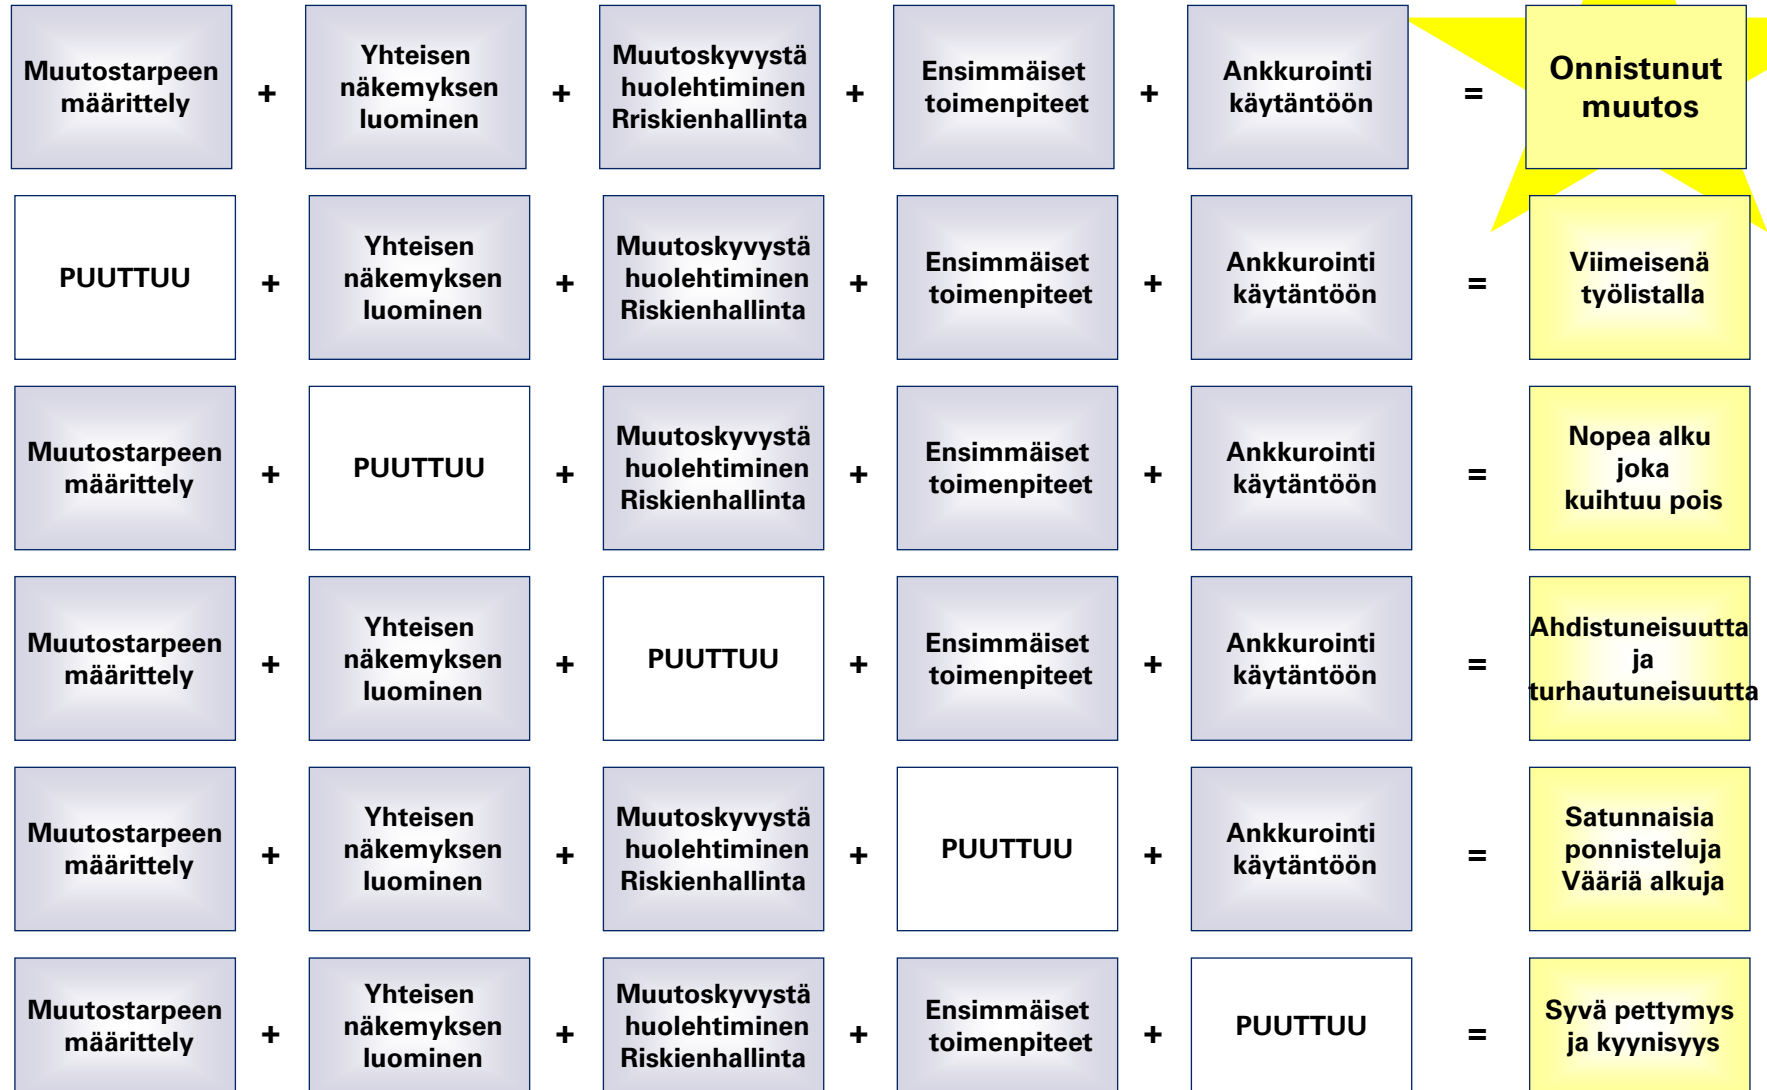 Muutostarpeen
määrittely
+
Yhteisen
näkemyksen
luominen
+
Muutoskyvystä
huolehtiminen
Rriskienhallinta
+
Ensimmäiset
toimenpiteet
+
Ankkurointi
käytäntöön
=
Onnistunut
muutos
PUUTTUU
+
Yhteisen
näkemyksen
luominen
+
Muutoskyvystä
huolehtiminen
Riskienhallinta
+
Ensimmäiset
toimenpiteet
+
Ankkurointi
käytäntöön
=
Viimeisenä
työlistalla
Muutostarpeen
määrittely
+
PUUTTUU
+
Muutoskyvystä
huolehtiminen
Riskienhallinta
+
Ensimmäiset
toimenpiteet
+
Ankkurointi
käytäntöön
=
Nopea alku
joka
kuihtuu pois
Muutostarpeen
määrittely
+
Yhteisen
näkemyksen
luominen
+
PUUTTUU
+
Ensimmäiset
toimenpiteet
+
Ankkurointi
käytäntöön
=
Ahdistuneisuutta
ja
turhautuneisuutta
Muutostarpeen
määrittely
+
Yhteisen
näkemyksen
luominen
+
Muutoskyvystä
huolehtiminen
Riskienhallinta
+
PUUTTUU
+
Ankkurointi
käytäntöön
=
Satunnaisia
ponnisteluja
Vääriä alkuja
Muutostarpeen
määrittely
+
Yhteisen
näkemyksen
luominen
+
Muutoskyvystä
huolehtiminen
Riskienhallinta
+
Ensimmäiset
toimenpiteet
+
PUUTTUU
=
Syvä pettymys
ja kyynisyys